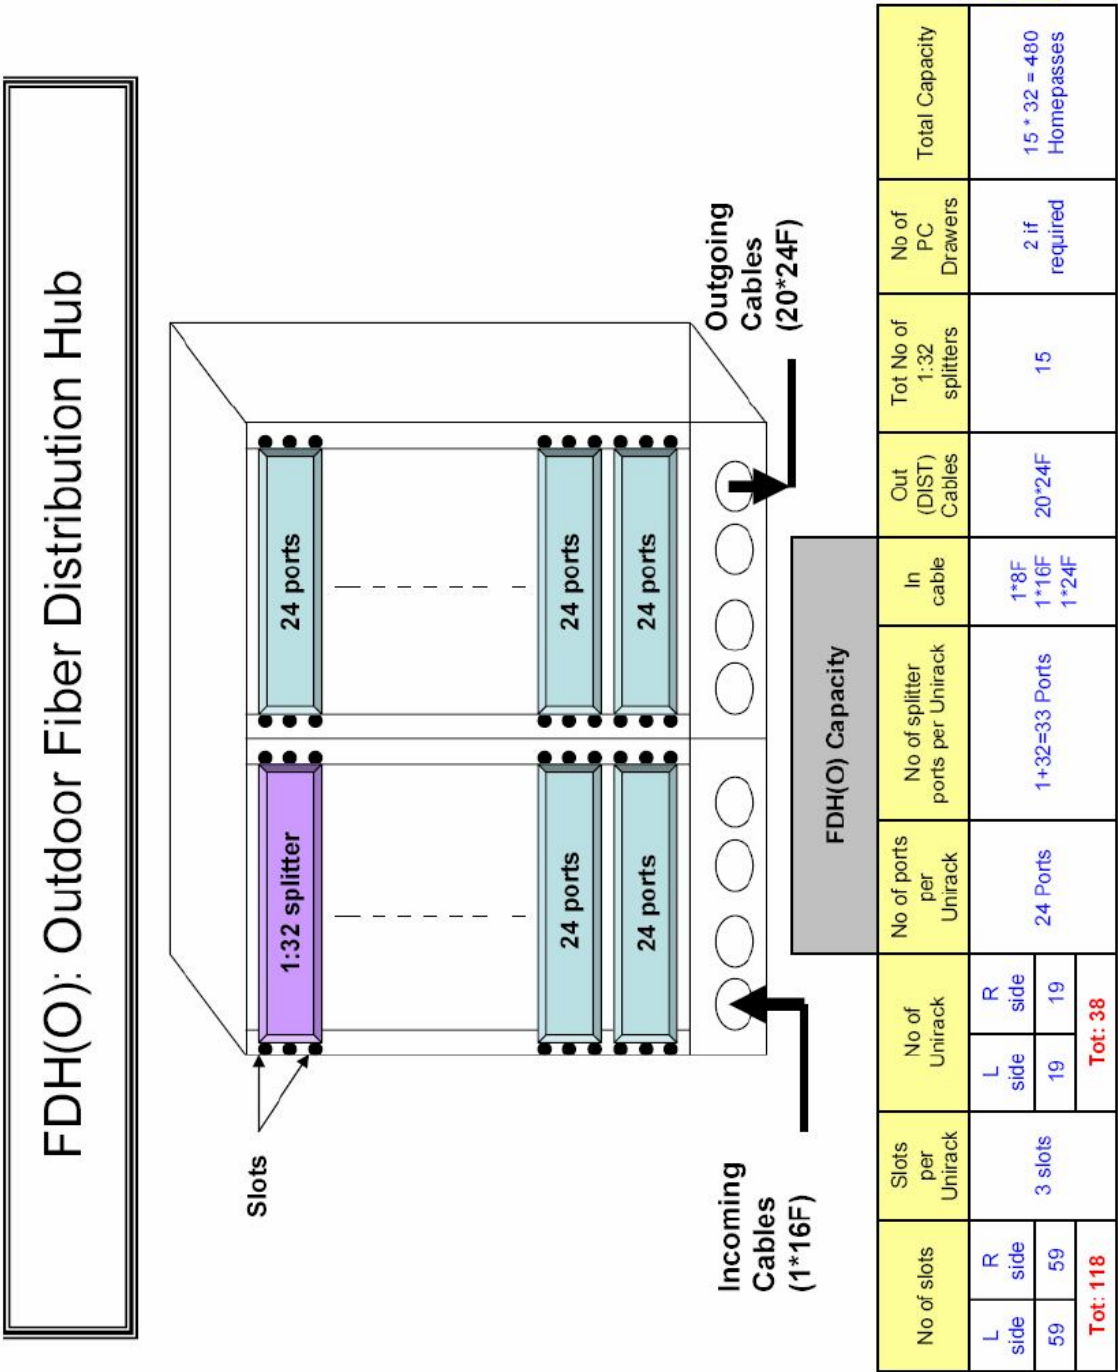 FDH(O): Outdoor Fiber Distribution Hub
Slots
1:32 splitter
24 ports
24 ports
24 ports
24 ports
24 ports
Incoming
Cables
(1*16F)
Outgoing
Cables
(20*24F)
FDH(O) Capacity
No of slots
Slots
per
Unirack
No of
Unirack
No of ports
per
Unirack
No of splitter
ports per Unirack
In
cable
Out
(DIST)
Cables
Tot No of
1:32
splitters
No of
PC
Drawers
Total Capacity
L
side
R
side
59
59
Tot: 118
3 slots
L
side
R
side
19
19
Tot: 38
24 Ports
1+32=33 Ports
1*8F
1*16F
1*24F
20*24F
15
2 if
required
15 * 32 = 480
Homepasses